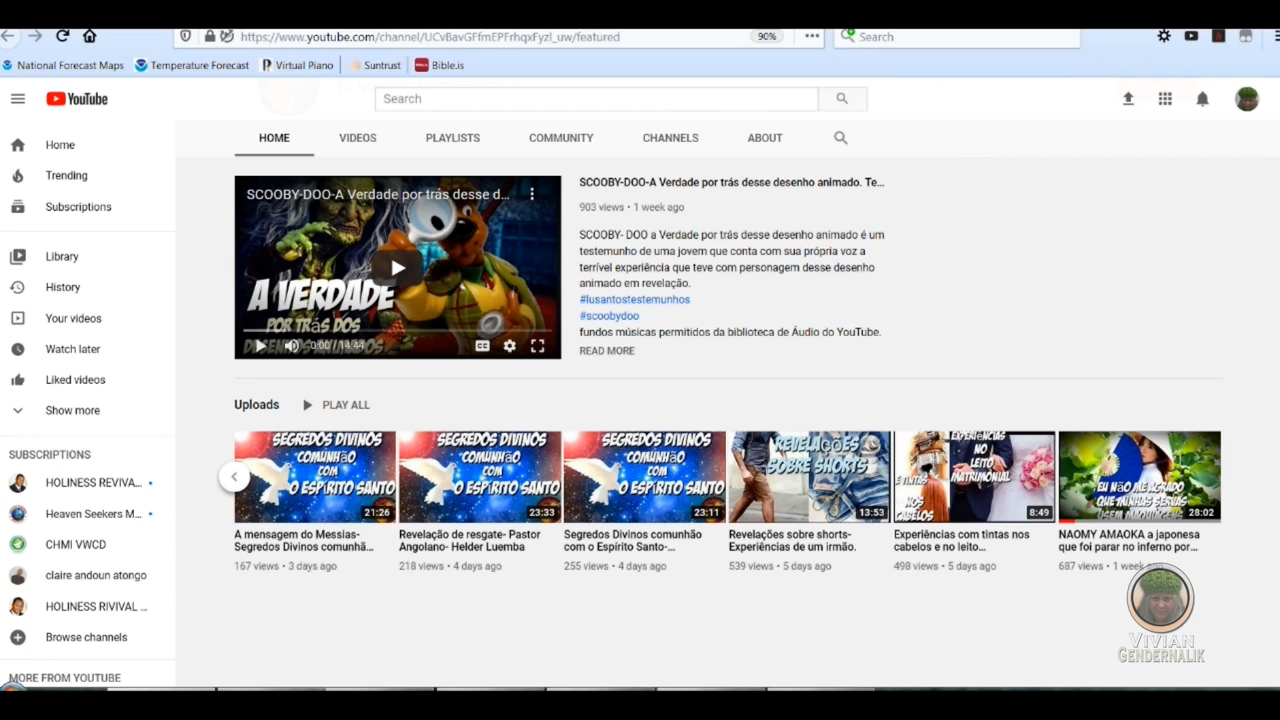 https://www.youtube.com/channel/UCvBavGFfmEPFrhqxFyzl_uw/featured
90%
Search
National Forecast Maps
Temperature Forecast
Virtual Piano
Suntrust
Bible.is
YouTube
Search
HOME
VIDEOS
PLAYLISTS
COMMUNITY
CHANNELS
ABOUT
Home
Trending
Subscriptions
Library
History
Your videos
Watch later
Liked videos
Show more
SUBSCRIPTIONS
HOLINESS REVIVA...
Heaven Seekers M...
CHMI VWCD
claire andoun atongo
HOLINESS RIVIVAL ...
Browse channels
MORE FROM YOUTUBE
SCOOBY-DOO-A Verdade por trás desse d...
A VERDADE
POR TRÁS DOS
DESENHOS ANIMADOS
0:00 / 14:44
SCOOBY-DOO-A Verdade por trás desse desenho animado. Te...
903 views • 1 week ago
SCOOBY- DOO a Verdade por trás desse desenho animado é um
testemunho de uma jovem que conta com sua própria voz a
terrível experiência que teve com personagem desse desenho
animado em revelação.
#lusantostestemunhos
#scoobydoo
fundos músicas permitidos da biblioteca de Áudio do YouTube.
READ MORE
Uploads
PLAY ALL
SEGREDOS DIVINOS
COMUNHÃO
COM
O ESPÍRITO SANTO
21:26
A mensagem do Messias-
Segredos Divinos comunhã...
167 views • 3 days ago
SEGREDOS DIVINOS
COMUNHÃO
COM
O ESPÍRITO SANTO
23:33
Revelação de resgate- Pastor
Angolano- Helder Luemba
218 views • 4 days ago
SEGREDOS DIVINOS
COMUNHÃO
COM
O ESPÍRITO SANTO
23:11
Segredos Divinos comunhão
com o Espírito Santo-...
255 views • 4 days ago
REVELAÇÕES
SOBRE SHORTS
13:53
Revelações sobre shorts-
Experiências de um irmão.
539 views • 5 days ago
EXPERIÊNCIAS
NO
LEITO
MATRIMONIAL
E TINTAS
NOS
CABELOS
8:49
Experiências com tintas nos
cabelos e no leito...
498 views • 5 days ago
EU NÃO ME AGRADO
QUE MINHAS SERVAS
USEM
28:02
NAOMY AMAOKA a japonesa
que foi parar no inferno por...
687 views • 1 week ago
VIVIAN
GENDERNALIK